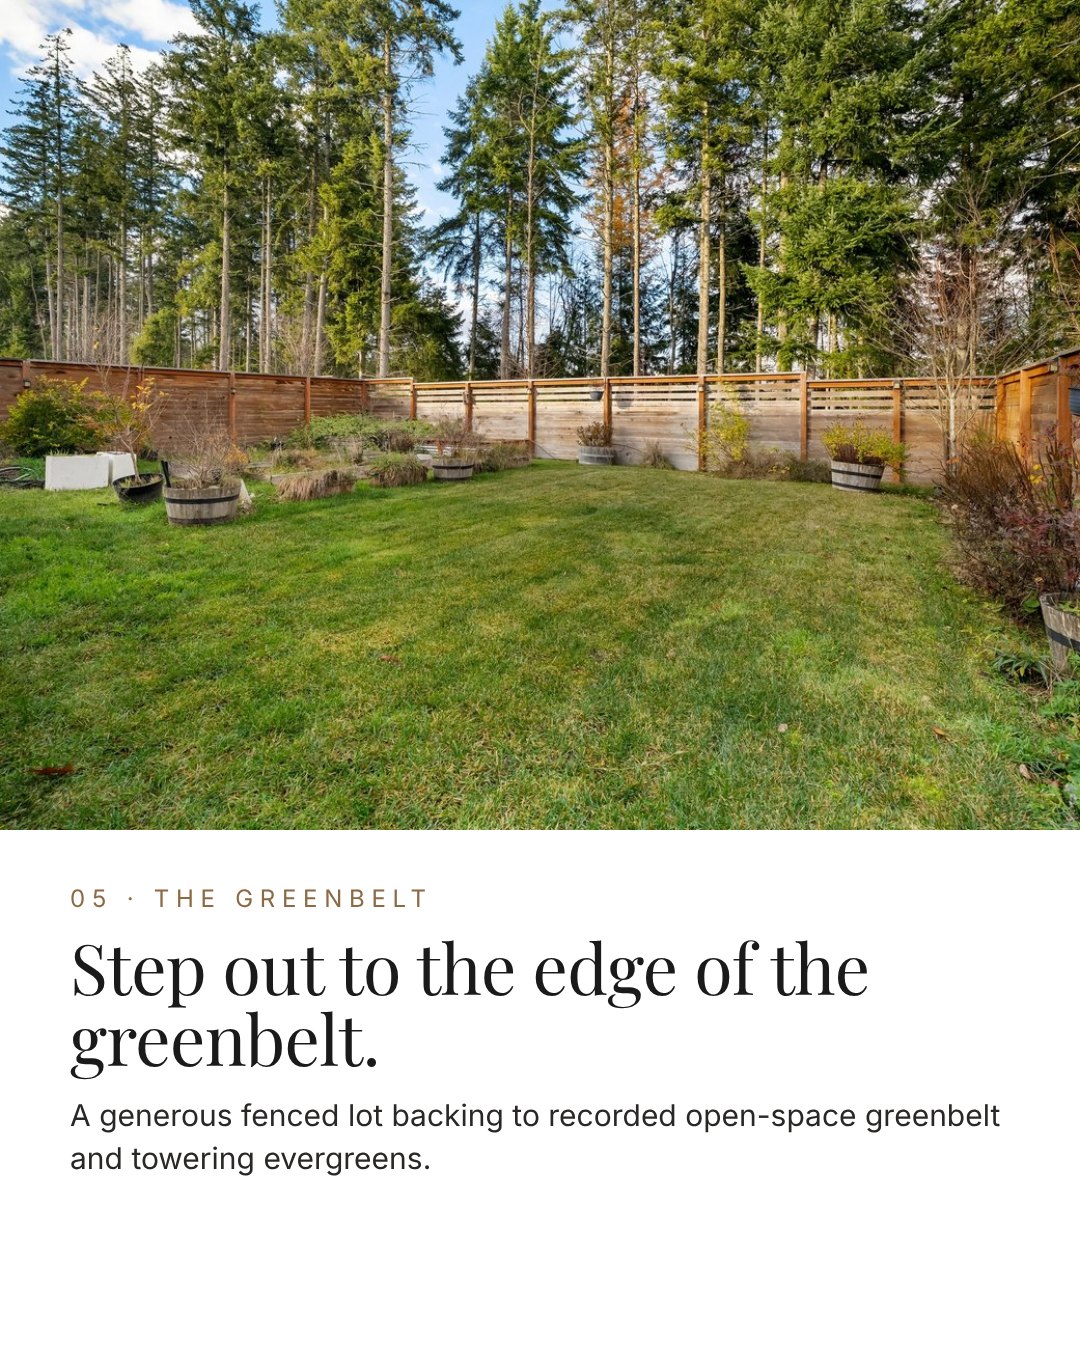 05 · THE GREENBELT
Step out to the edge of the
greenbelt.
A generous fenced lot backing to recorded open-space greenbelt
and towering evergreens.